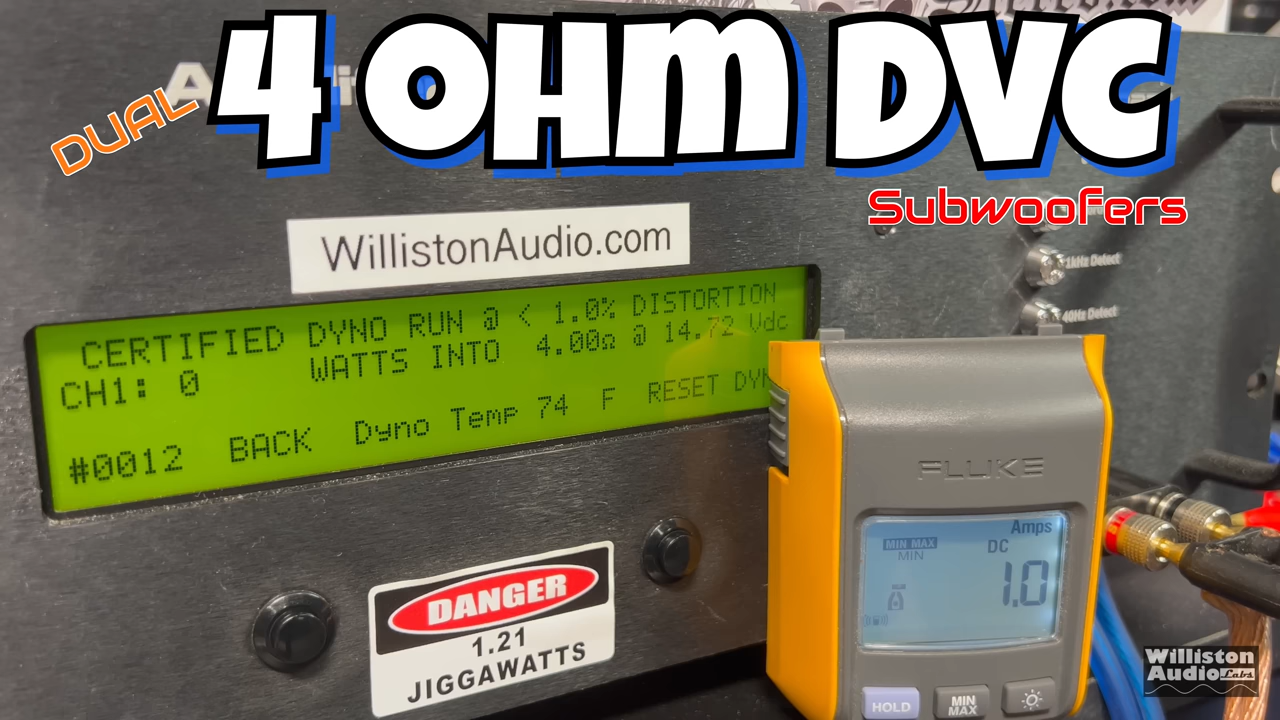 DUAL 4 OHM DVC
Subwoofers
WillistonAudio.com
CERTIFIED DYNO RUN @ < 1.0% DISTORTION
CH1: 0 WATTS INTO 4.00Ω @ 14.72 Vdc
Dyno Temp 74 F
#0012 BACK RESET DYN
1kHz Detect
40Hz Detect
FLUKE
Amps
MIN MAX
MIN
DC
1.0
HOLD
MIN
MAX
DANGER
1.21
JIGGAWATTS
Williston
Audio Labs